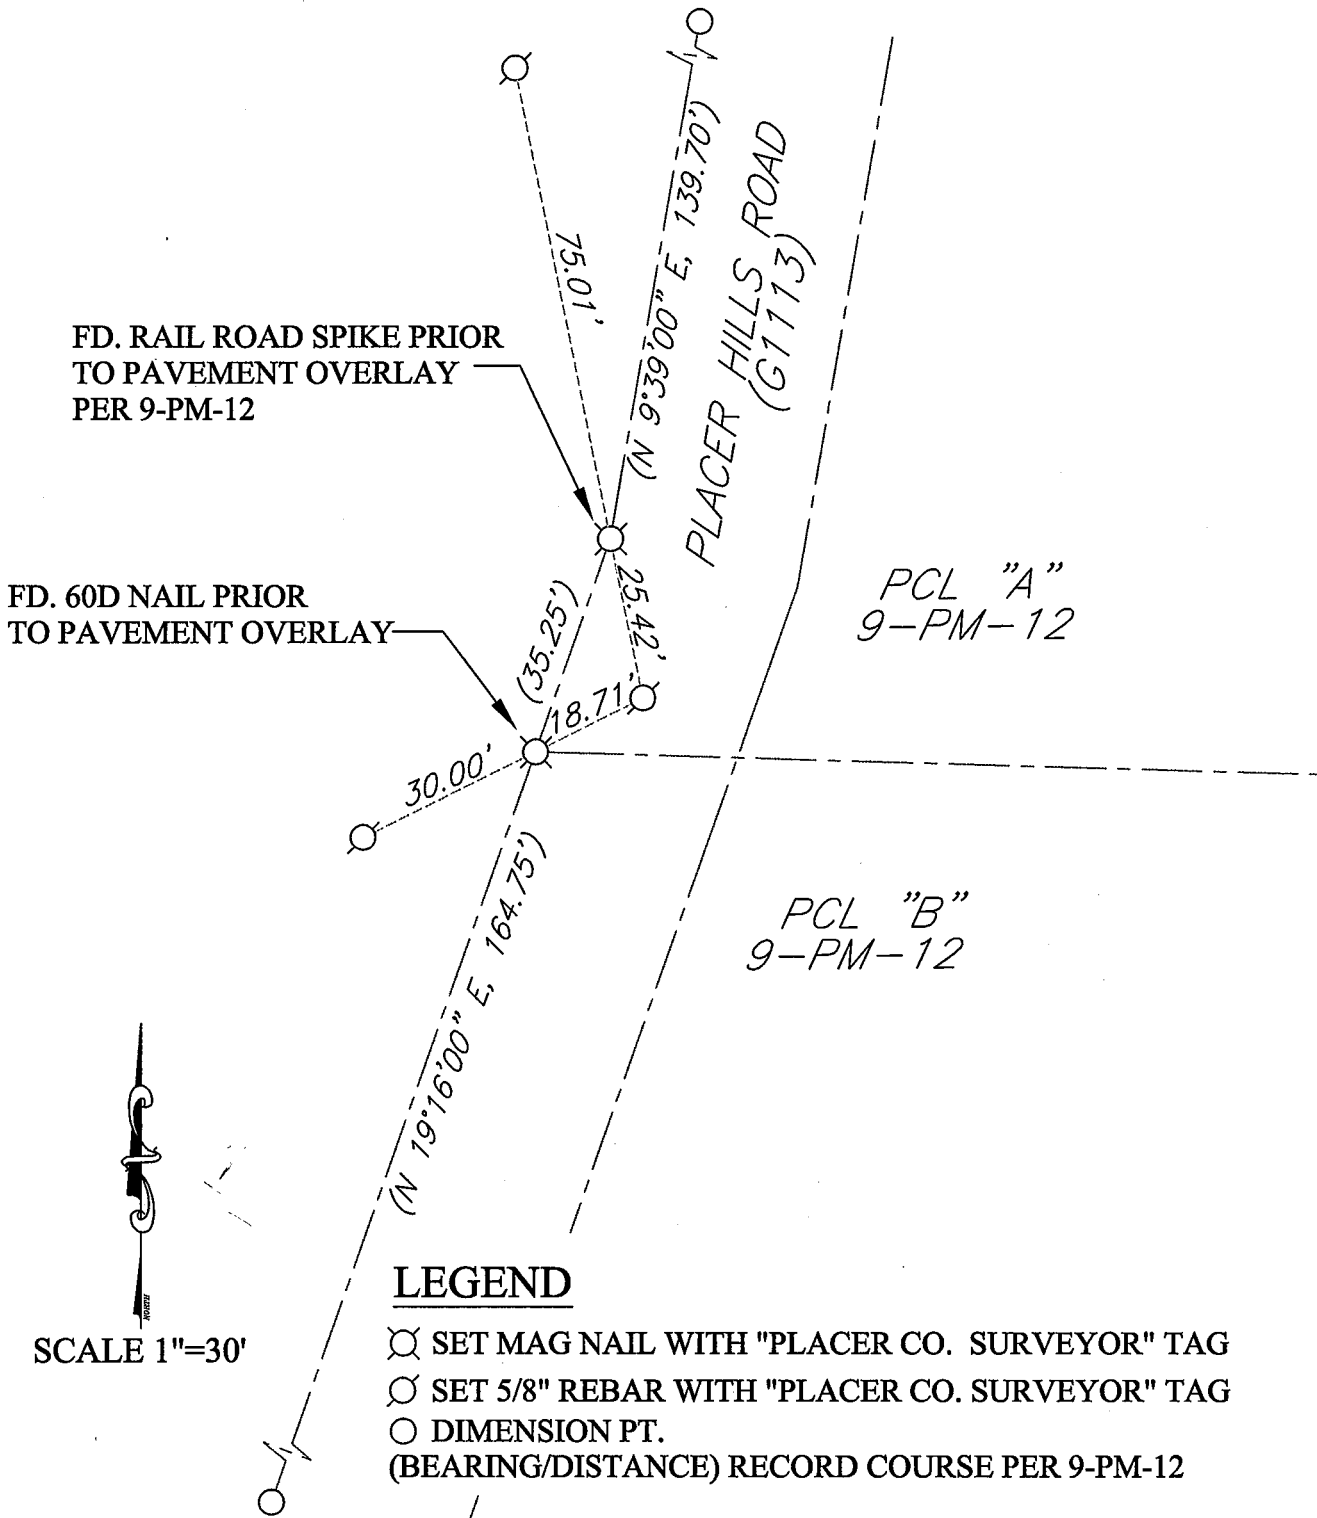 (N 9°39'00" E, 139.70')
PLACER HILLS ROAD
(G1113)
75.01'
FD. RAIL ROAD SPIKE PRIOR
TO PAVEMENT OVERLAY
PER 9-PM-12
25.42'
(35.25')
PCL "A"
9-PM-12
FD. 60D NAIL PRIOR
TO PAVEMENT OVERLAY
18.71'
30.00'
PCL "B"
9-PM-12
(N 19°16'00" E, 164.75')
NORTH
SCALE 1"=30'
LEGEND
SET MAG NAIL WITH "PLACER CO. SURVEYOR" TAG
SET 5/8" REBAR WITH "PLACER CO. SURVEYOR" TAG
DIMENSION PT.
(BEARING/DISTANCE) RECORD COURSE PER 9-PM-12